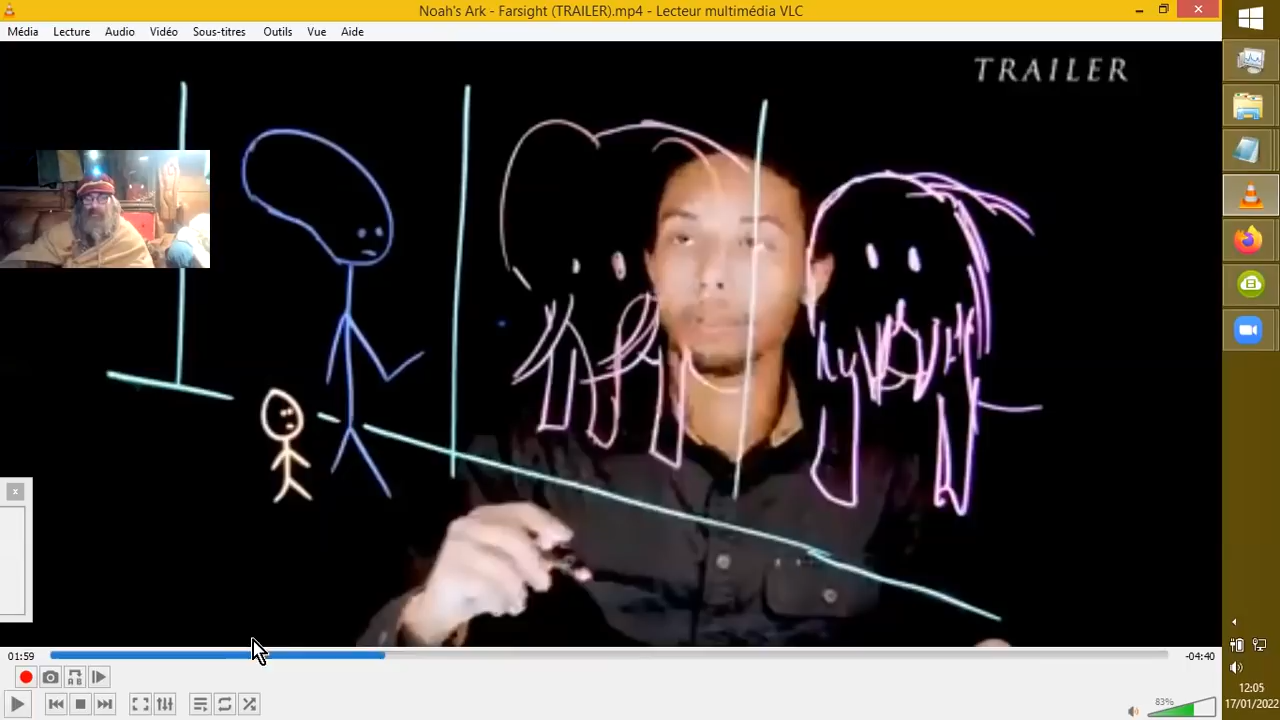 Noah's Ark - Farsight (TRAILER).mp4 - Lecteur multimédia VLC
Média Lecture Audio Vidéo Sous-titres Outils Vue Aide
TRAILER
01:59
-04:40
83%
12:05
17/01/2022